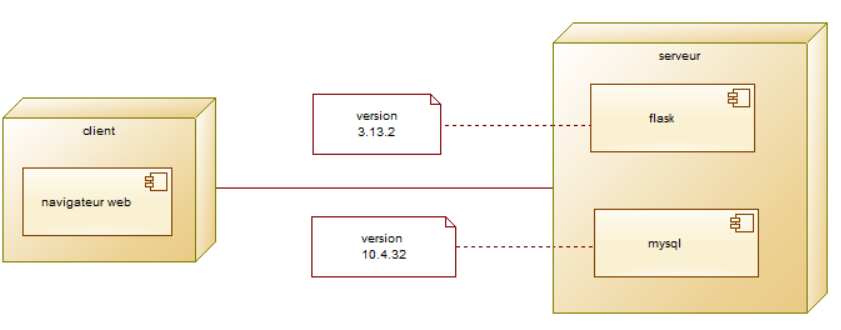 serveur
version
3.13.2
flask
client
navigateur web
version
10.4.32
mysql